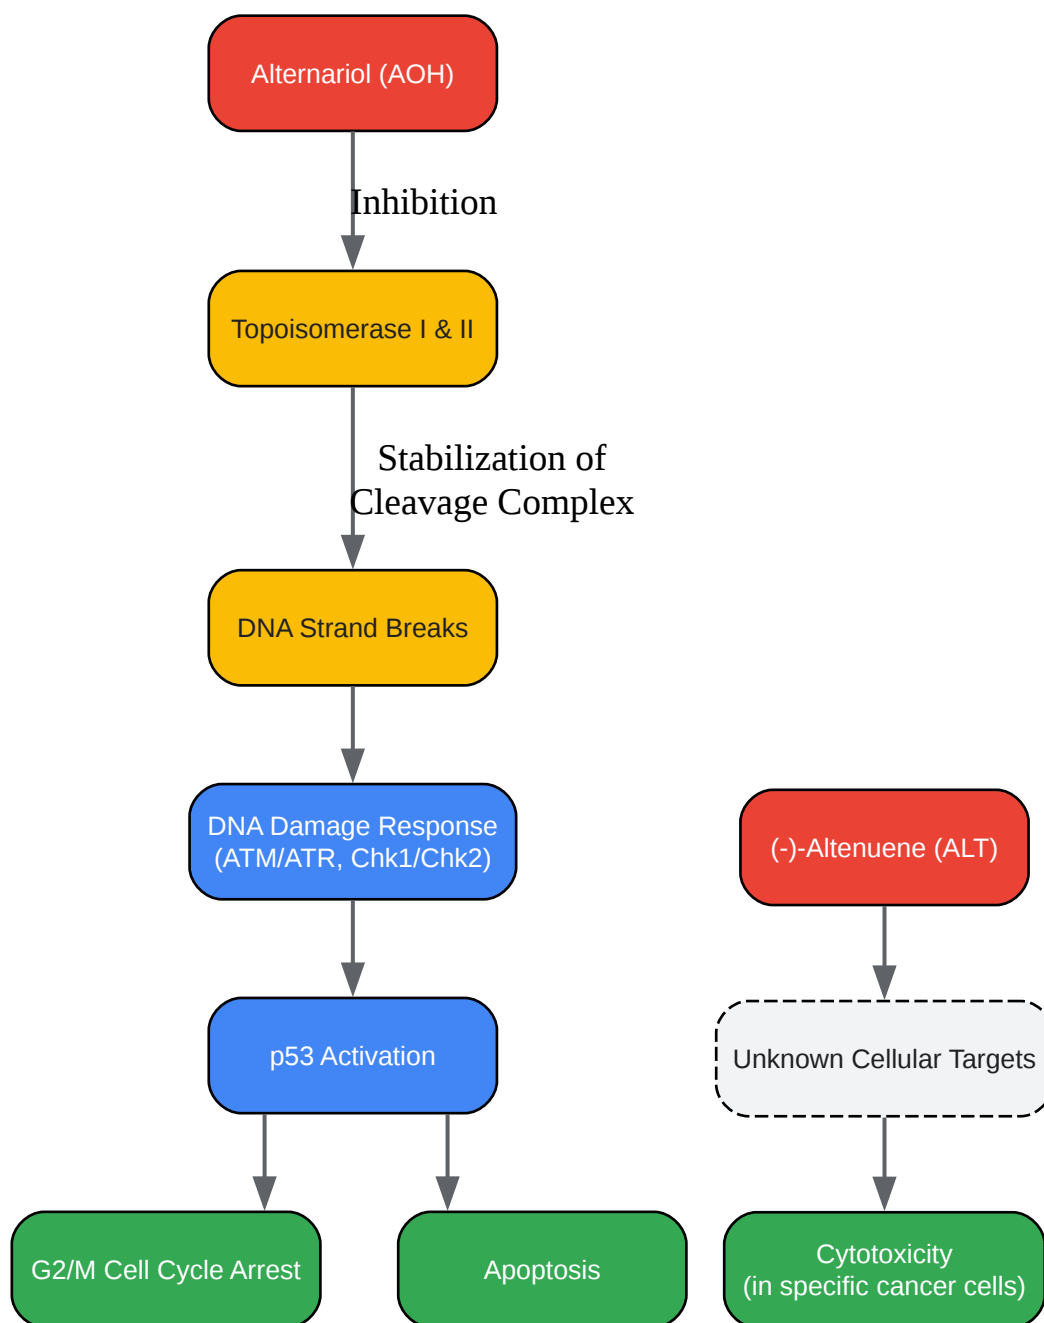 Alternariol (AOH)
Inhibition
Topoisomerase I & II
Stabilization of
Cleavage Complex
DNA Strand Breaks
DNA Damage Response
(ATM/ATR, Chk1/Chk2)
p53 Activation
G2/M Cell Cycle Arrest
Apoptosis
(-)-Altenuene (ALT)
Unknown Cellular Targets
Cytotoxicity
(in specific cancer cells)